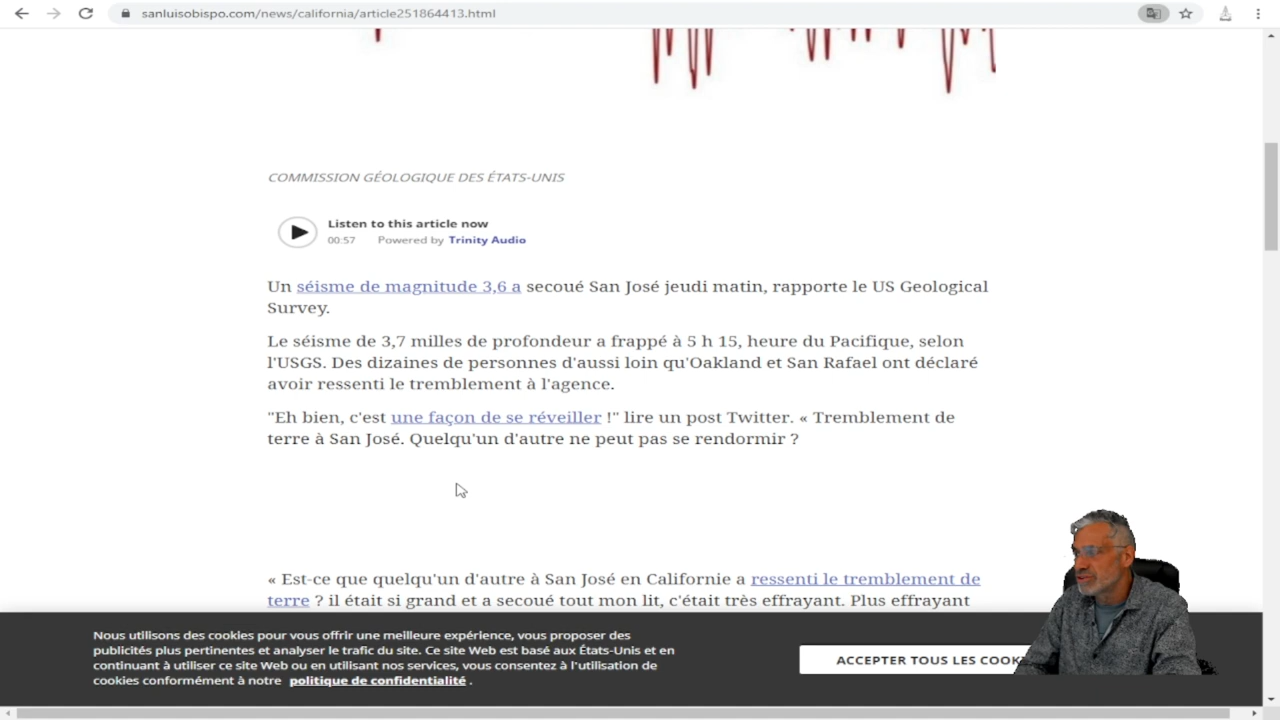 sanluisobispo.com/news/california/article251864413.html
COMMISSION GÉOLOGIQUE DES ÉTATS-UNIS
Listen to this article now
00:57 Powered by Trinity Audio
Un séisme de magnitude 3,6 a secoué San José jeudi matin, rapporte le US Geological
Survey.
Le séisme de 3,7 milles de profondeur a frappé à 5 h 15, heure du Pacifique, selon
l'USGS. Des dizaines de personnes d'aussi loin qu'Oakland et San Rafael ont déclaré
avoir ressenti le tremblement à l'agence.
"Eh bien, c'est une façon de se réveiller !" lire un post Twitter. « Tremblement de
terre à San José. Quelqu'un d'autre ne peut pas se rendormir ?
« Est-ce que quelqu'un d'autre à San José en Californie a ressenti le tremblement de
terre ? il était si grand et a secoué tout mon lit, c'était très effrayant. Plus effrayant
Nous utilisons des cookies pour vous offrir une meilleure expérience, vous proposer des
publicités plus pertinentes et analyser le trafic du site. Ce site Web est basé aux États-Unis et en
continuant à utiliser ce site Web ou en utilisant nos services, vous consentez à l'utilisation de
cookies conformément à notre politique de confidentialité .
ACCEPTER TOUS LES COOK